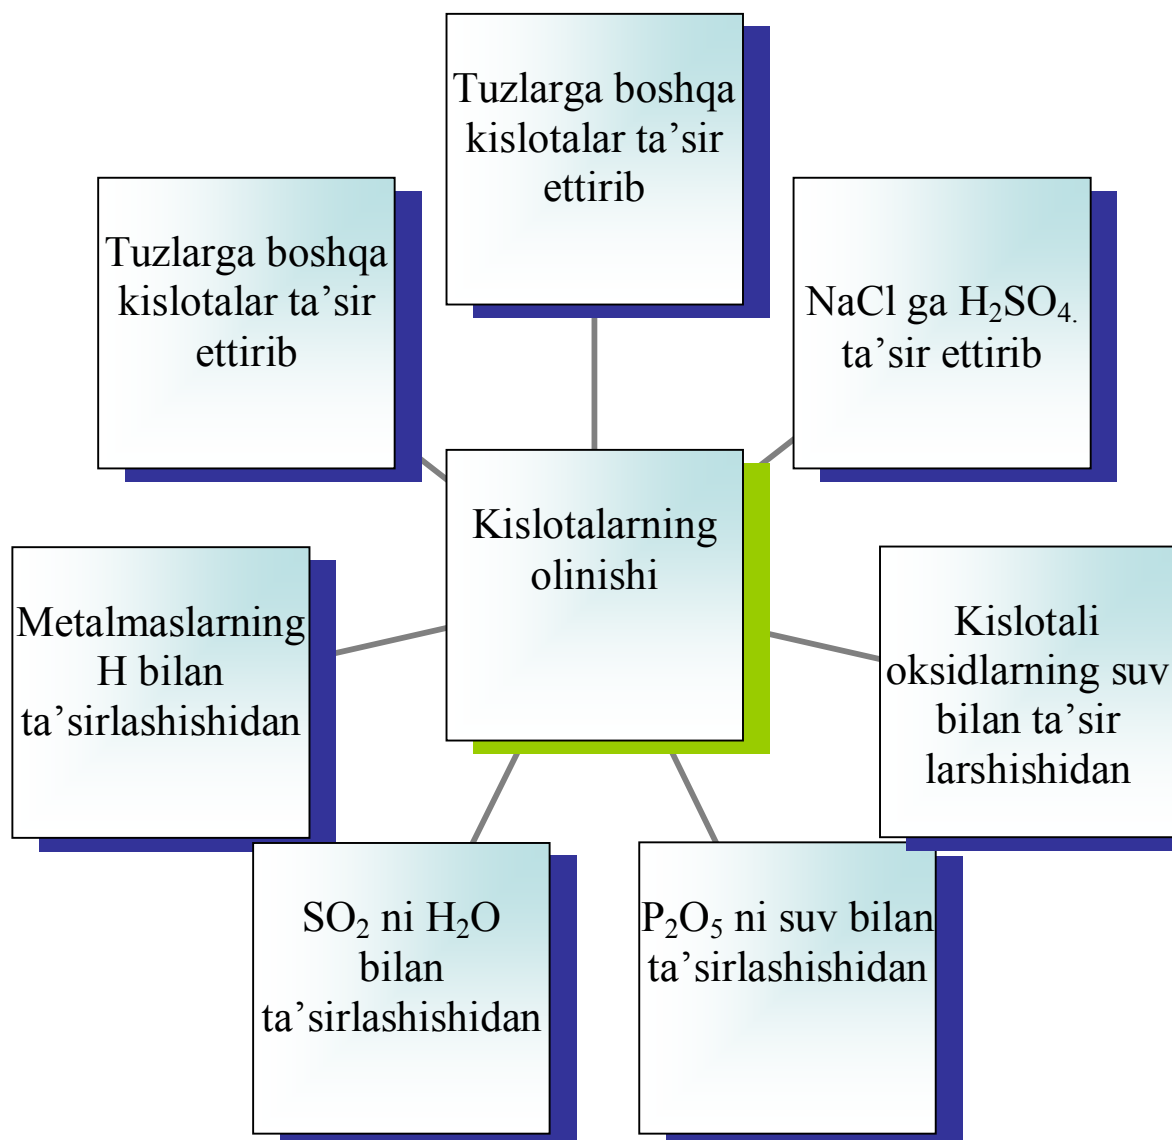 Tuzlarga boshqa
kislotalar ta’sir
ettirib
Tuzlarga boshqa
kislotalar ta’sir
ettirib
NaCl ga H₂SO₄.
ta’sir ettirib
Kislotalarning
olinishi
Metalmaslarning
H bilan
ta’sirlashishidan
Kislotali
oksidlarning suv
bilan ta’sir
larshishidan
SO₂ ni H₂O
bilan
ta’sirlashishidan
P₂O₅ ni suv bilan
ta’sirlashishidan